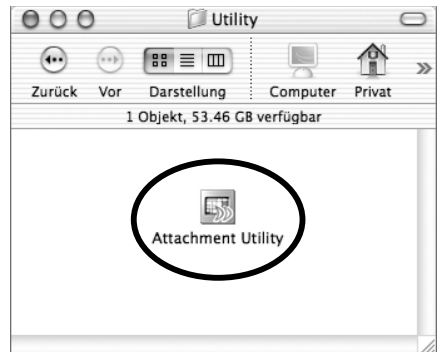 Utility
Zurück Vor Darstellung Computer Privat
1 Objekt, 53.46 GB verfügbar
Attachment Utility